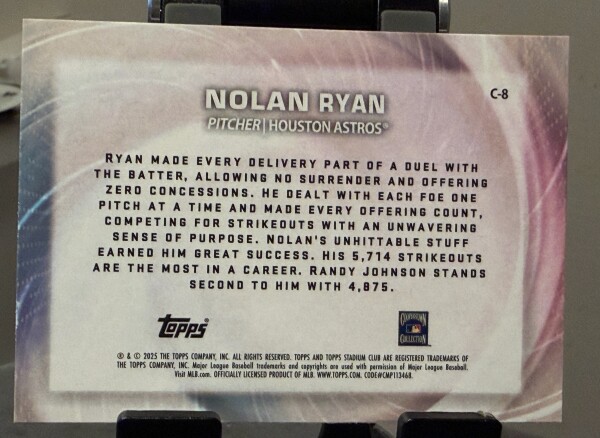 NOLAN RYAN
C-8
PITCHER | HOUSTON ASTROS®
RYAN MADE EVERY DELIVERY PART OF A DUEL WITH
THE BATTER, ALLOWING NO SURRENDER AND OFFERING
ZERO CONCESSIONS. HE DEALT WITH EACH FOE ONE
PITCH AT A TIME AND MADE EVERY OFFERING COUNT,
COMPETING FOR STRIKEOUTS WITH AN UNWAVERING
SENSE OF PURPOSE. NOLAN'S UNHITTABLE STUFF
EARNED HIM GREAT SUCCESS. HIS 5,714 STRIKEOUTS
ARE THE MOST IN A CAREER. RANDY JOHNSON STANDS
SECOND TO HIM WITH 4,875.
Topps®
COOPERSTOWN
COLLECTION
® & © 2025 THE TOPPS COMPANY, INC. ALL RIGHTS RESERVED. TOPPS AND TOPPS STADIUM CLUB ARE REGISTERED TRADEMARKS OF
THE TOPPS COMPANY, INC. Major League Baseball trademarks and copyrights are used with permission of Major League Baseball.
Visit MLB.com. OFFICIALLY LICENSED PRODUCT OF MLB. WWW.TOPPS.COM. CODE#CMP113468.